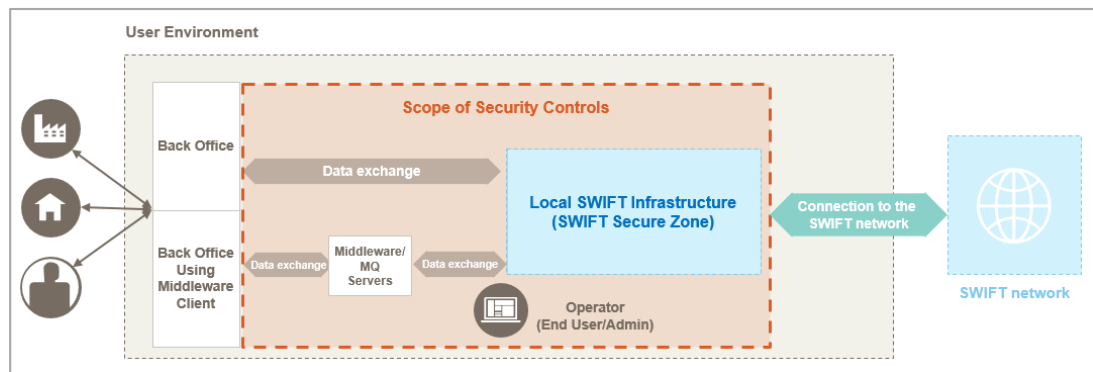 User Environment
Scope of Security Controls
Back Office
Data exchange
Local SWIFT Infrastructure
(SWIFT Secure Zone)
Connection to the
SWIFT network
Back Office
Using
Middleware
Client
Data exchange
Middleware/
MQ
Servers
Data exchange
Operator
(End User/Admin)
SWIFT network